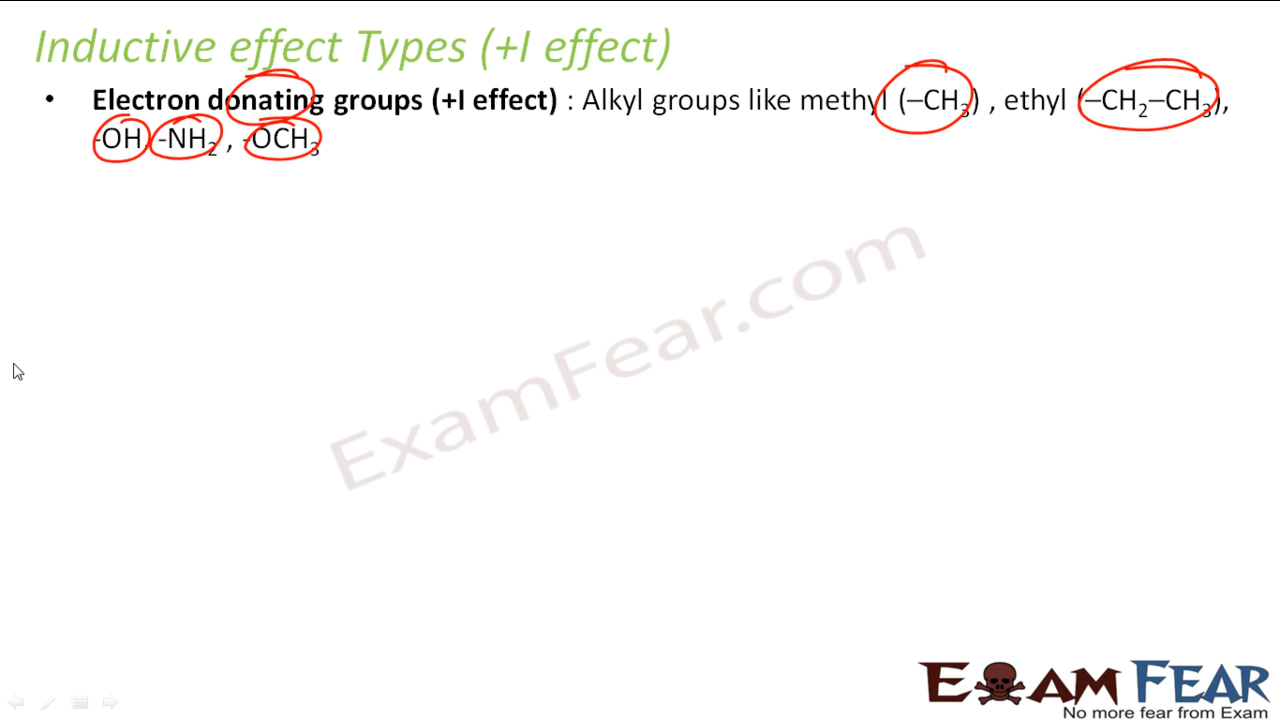 Inductive effect Types (+I effect)
• Electron donating groups (+I effect) : Alkyl groups like methyl (–CH₃) , ethyl (–CH₂–CH₃),
-OH, -NH₂ , -OCH₃
ExamFear.com
EXAM FEAR
No more fear from Exam